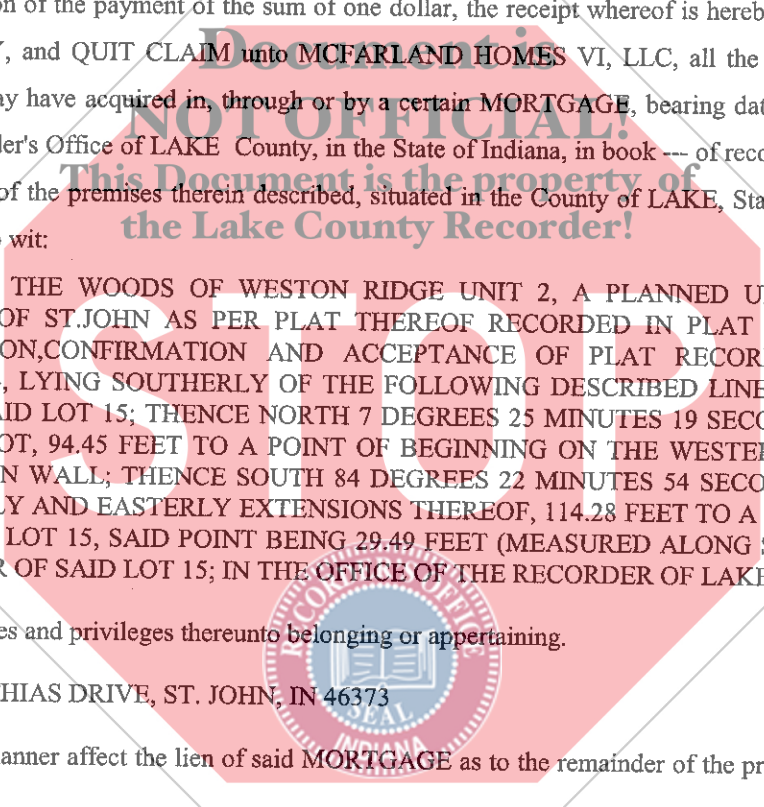 on of the payment of the sum of one dollar, the receipt whereof is hereb
, and QUIT CLAIM unto MCFARLAND HOMES VI, LLC, all the
Document is
ay have acquired in, through or by a certain MORTGAGE, bearing dat
NOT OFFICIAL!
der's Office of LAKE County, in the State of Indiana, in book --- of reco
This Document is the property of
of the premises therein described, situated in the County of LAKE, Sta
the Lake County Recorder!
wit:
THE WOODS OF WESTON RIDGE UNIT 2, A PLANNED U
OF ST.JOHN AS PER PLAT THEREOF RECORDED IN PLAT
ON,CONFIRMATION AND ACCEPTANCE OF PLAT RECOR
, LYING SOUTHERLY OF THE FOLLOWING DESCRIBED LINE
AID LOT 15; THENCE NORTH 7 DEGREES 25 MINUTES 19 SECO
STOP
OT, 94.45 FEET TO A POINT OF BEGINNING ON THE WESTE
N WALL; THENCE SOUTH 84 DEGREES 22 MINUTES 54 SECO
LY AND EASTERLY EXTENSIONS THEREOF, 114.28 FEET TO A
LOT 15, SAID POINT BEING 29.49 FEET (MEASURED ALONG S
R OF SAID LOT 15; IN THE OFFICE OF THE RECORDER OF LAKE
RECORDER'S OFFICE
es and privileges thereunto belonging or appertaining.
HIAS DRIVE, ST. JOHN, IN 46373
SEAL
INDIANA
anner affect the lien of said MORTGAGE as to the remainder of the pr